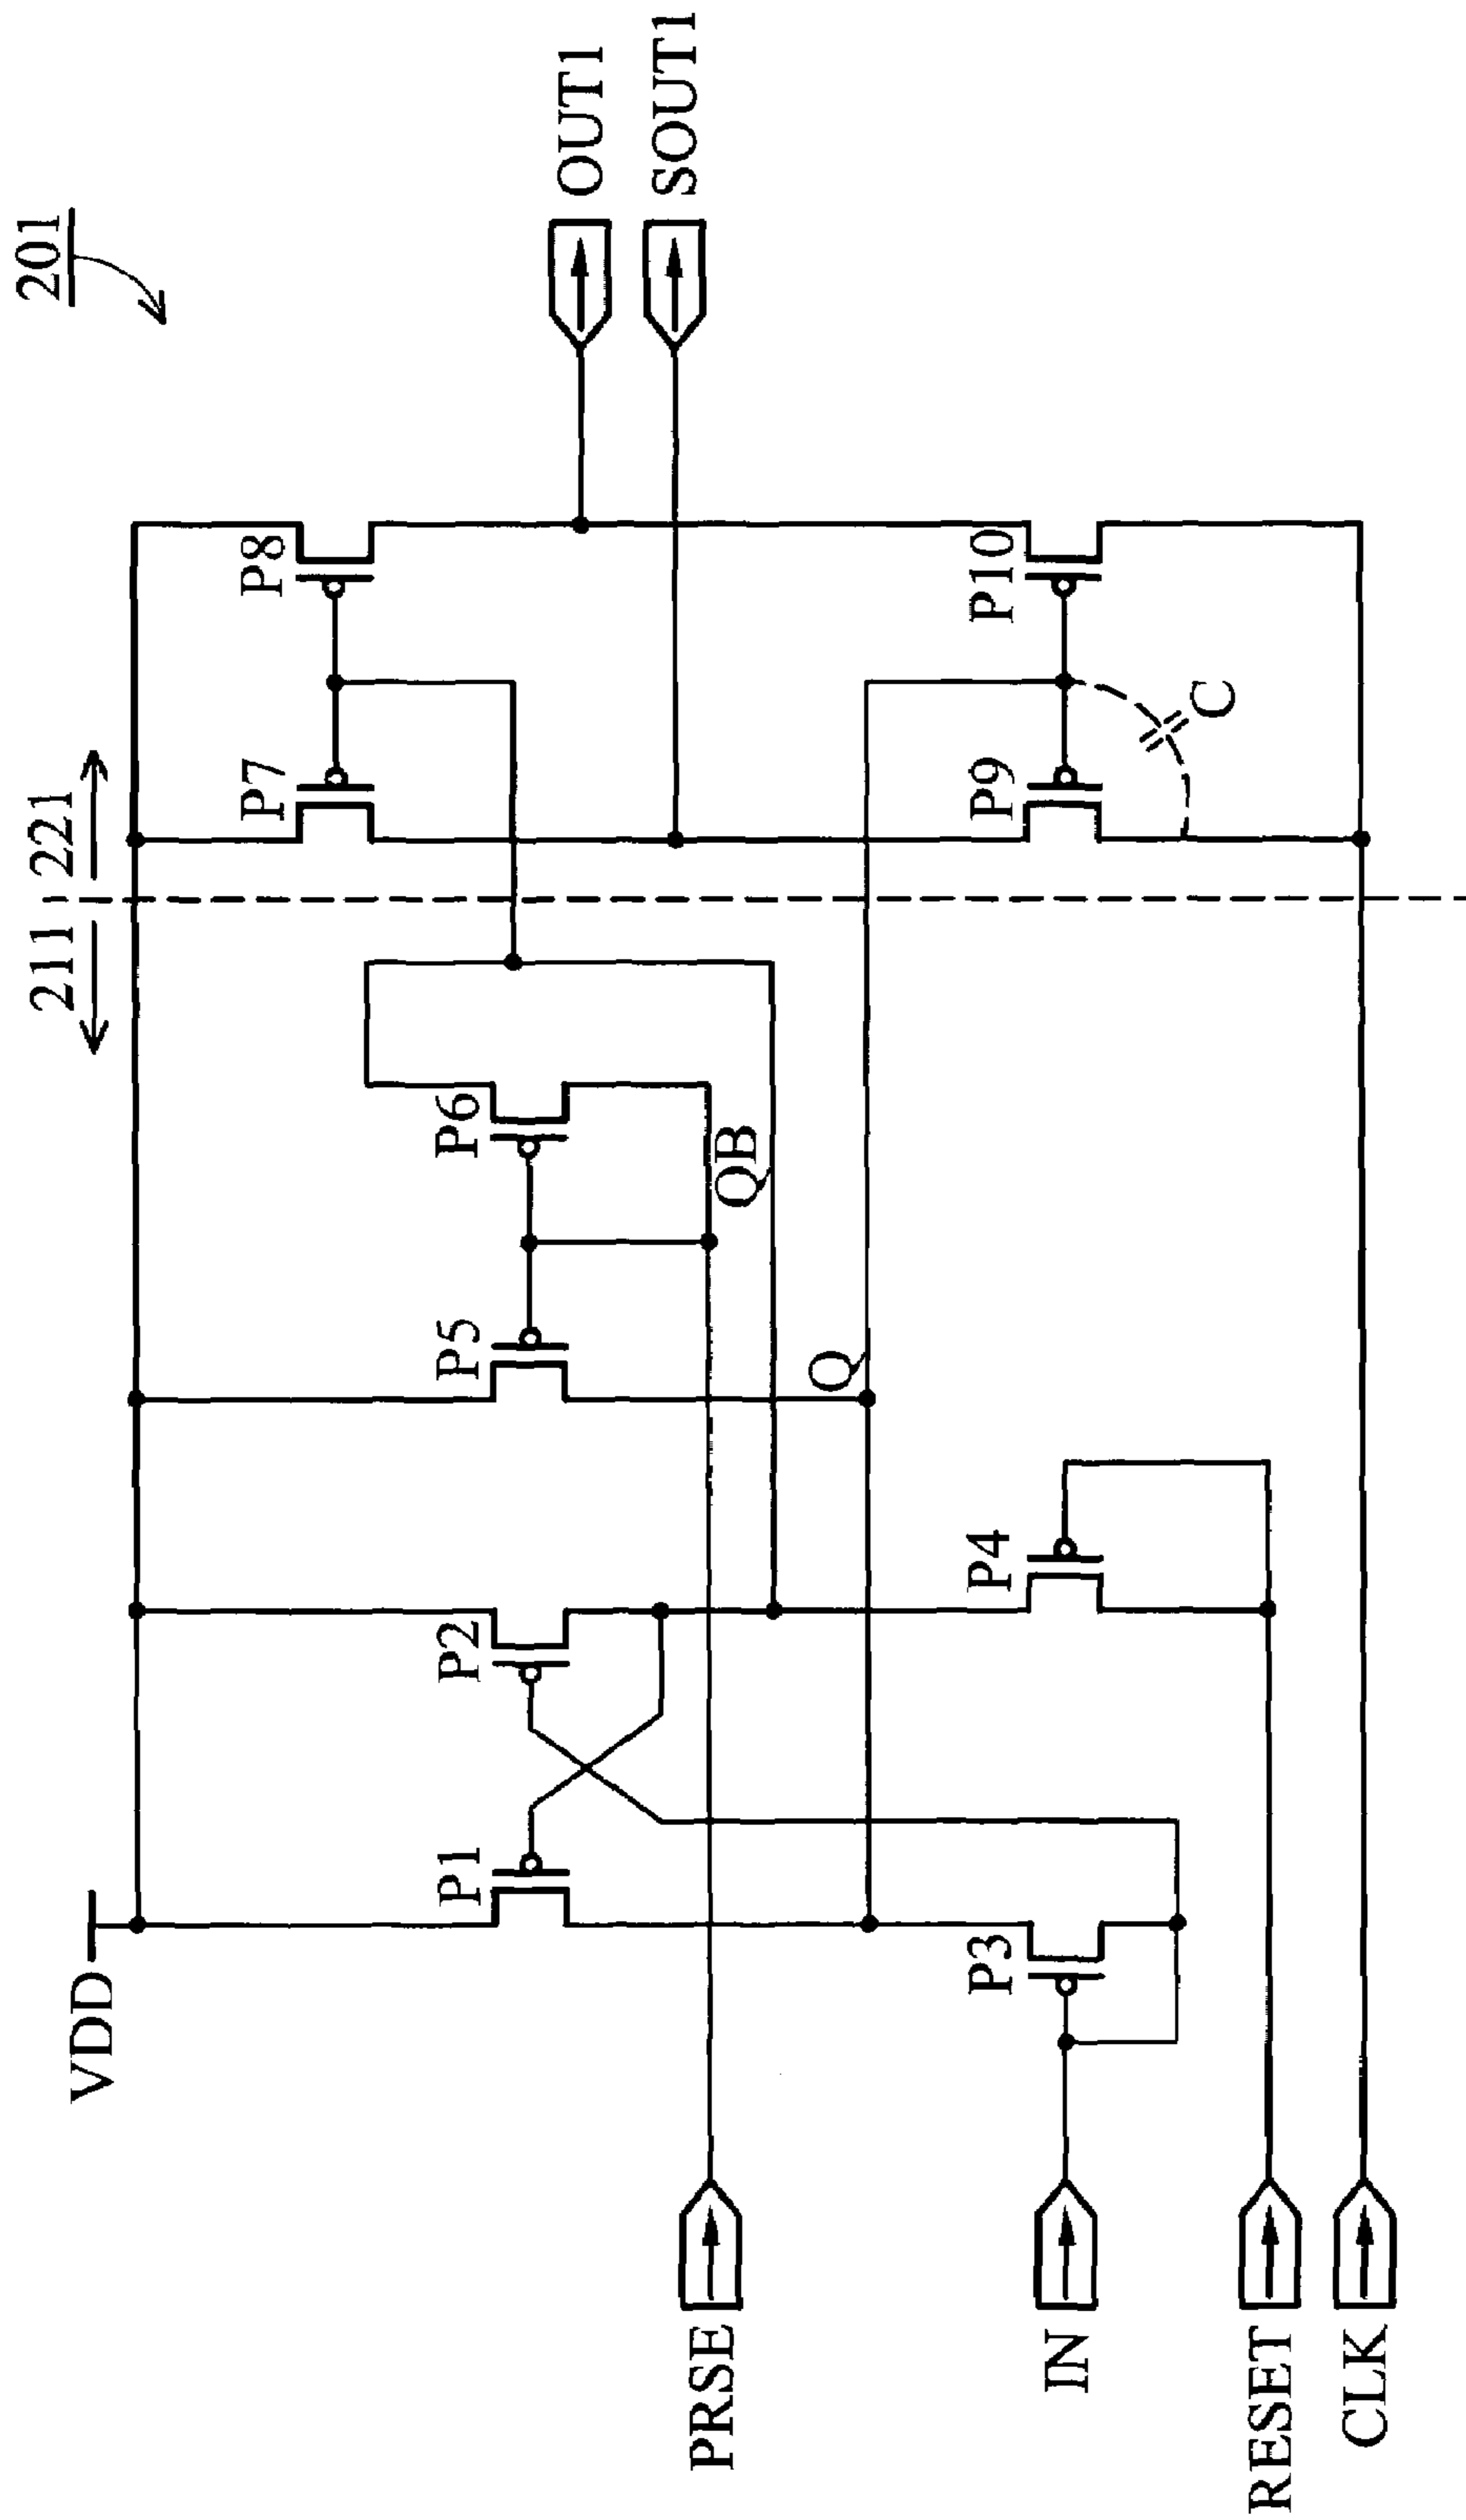 201
211
221
VDD
P1
P2
P5
P6
P7
P8
OUT1
SOUT1
PRSE
QB
Q
IN
P3
P4
P9
P10
C
RESET
CLK